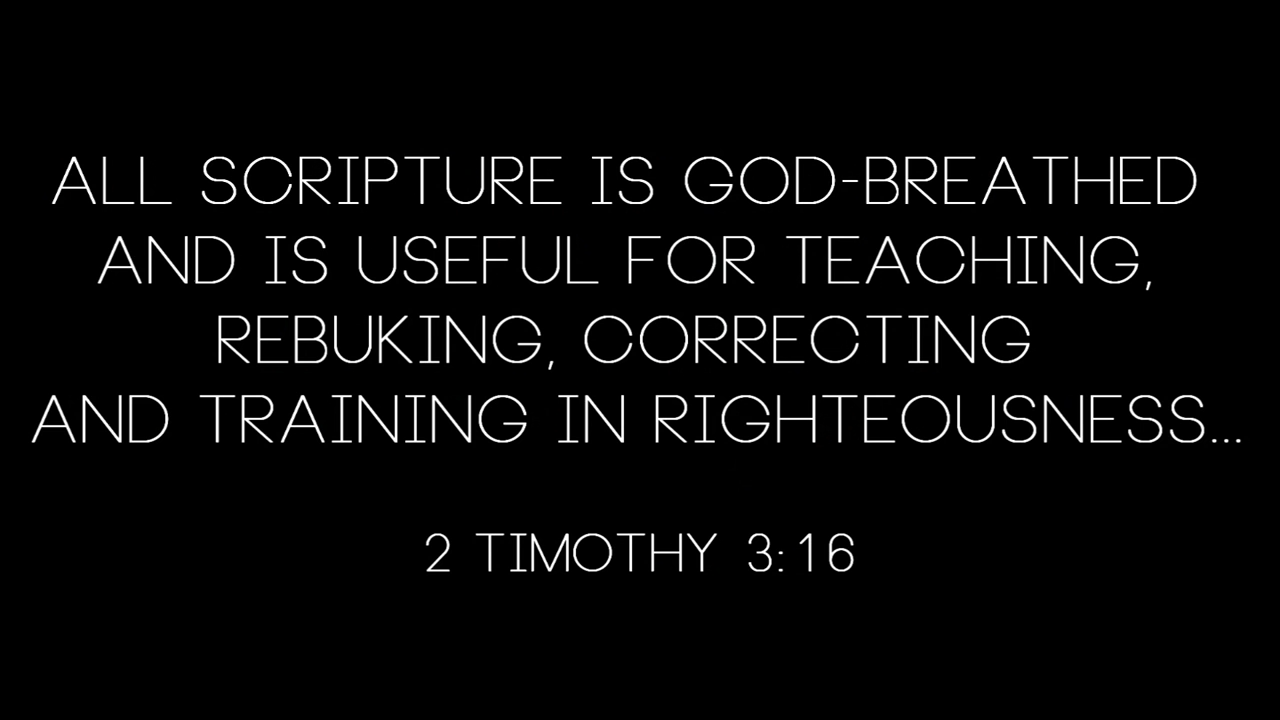 ALL SCRIPTURE IS GOD-BREATHED
AND IS USEFUL FOR TEACHING,
REBUKING, CORRECTING
AND TRAINING IN RIGHTEOUSNESS...
2 TIMOTHY 3:16